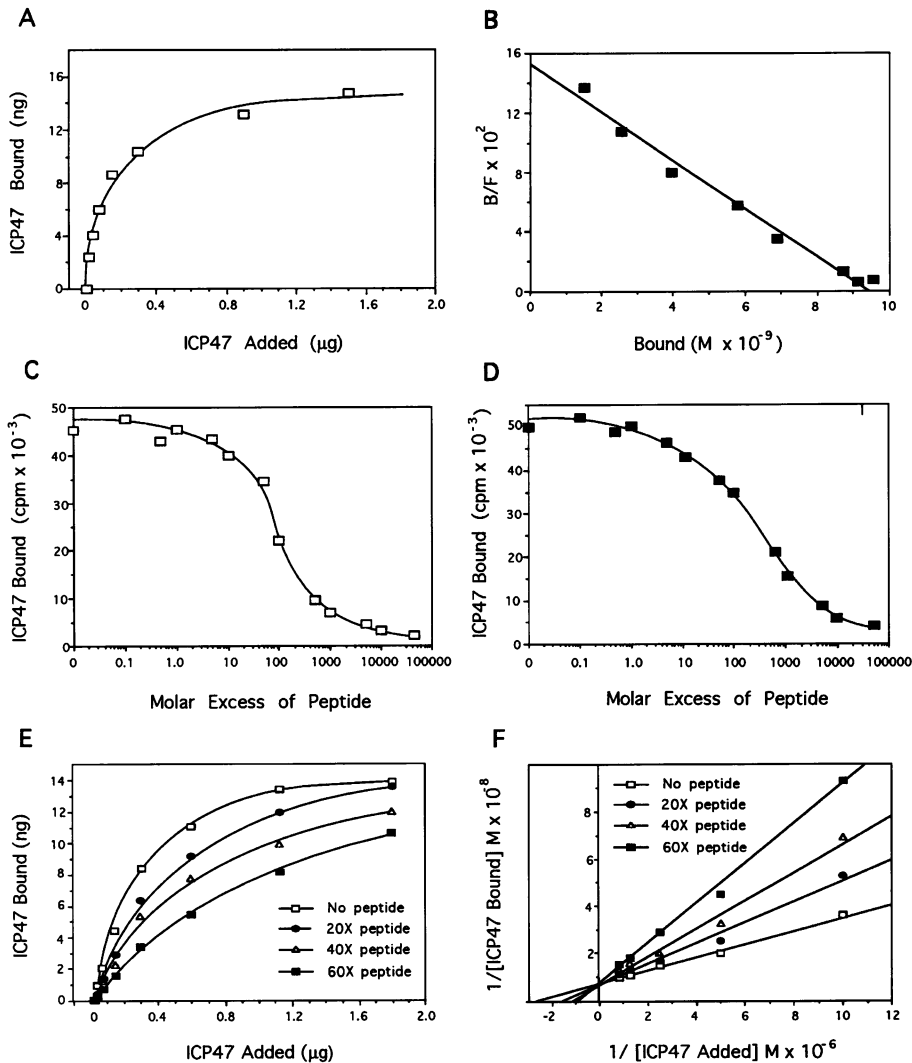 A
ICP47 Bound (ng)
16
12
8
4
0
0
0.4
0.8
1.2
1.6
2.0
ICP47 Added (μg)
B
B/F x 10²
16
12
8
4
0
0
2
4
6
8
10
Bound (M x 10⁻⁹)
C
ICP47 Bound (cpm x 10⁻³)
50
40
30
20
10
0
0
0.1
1.0
10
100
1000
10000
100000
Molar Excess of Peptide
D
ICP47 Bound (cpm x 10⁻³)
50
40
30
20
10
0
0
0.1
1.0
10
100
1000
10000
100000
Molar Excess of Peptide
E
ICP47 Bound (ng)
14
12
10
8
6
4
2
0
0
0.4
0.8
1.2
1.6
2.0
No peptide
20X peptide
40X peptide
60X peptide
ICP47 Added (μg)
F
1/[ICP47 Bound] M x 10⁻⁸
8
6
4
2
-2
0
2
4
6
8
10
12
No peptide
20X peptide
40X peptide
60X peptide
1/ [ICP47 Added] M x 10⁻⁶